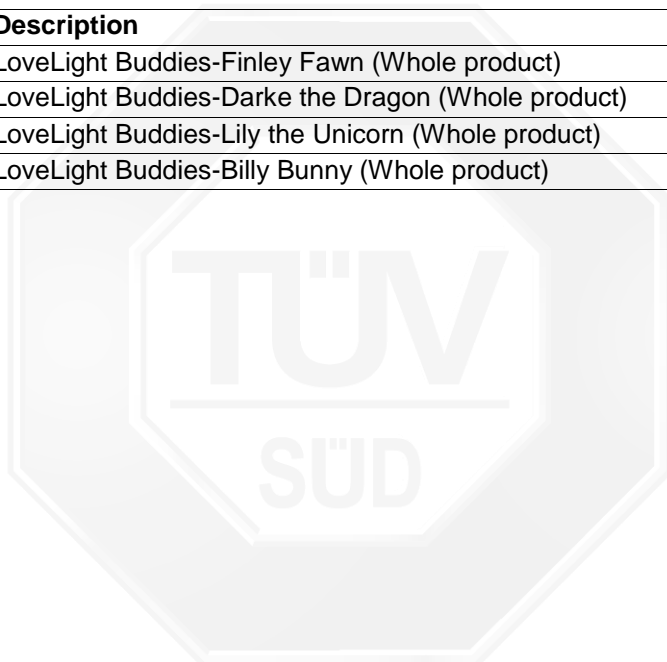 Description
LoveLight Buddies-Finley Fawn (Whole product)
LoveLight Buddies-Darke the Dragon (Whole product)
LoveLight Buddies-Lily the Unicorn (Whole product)
LoveLight Buddies-Billy Bunny (Whole product)
TÜV
SÜD